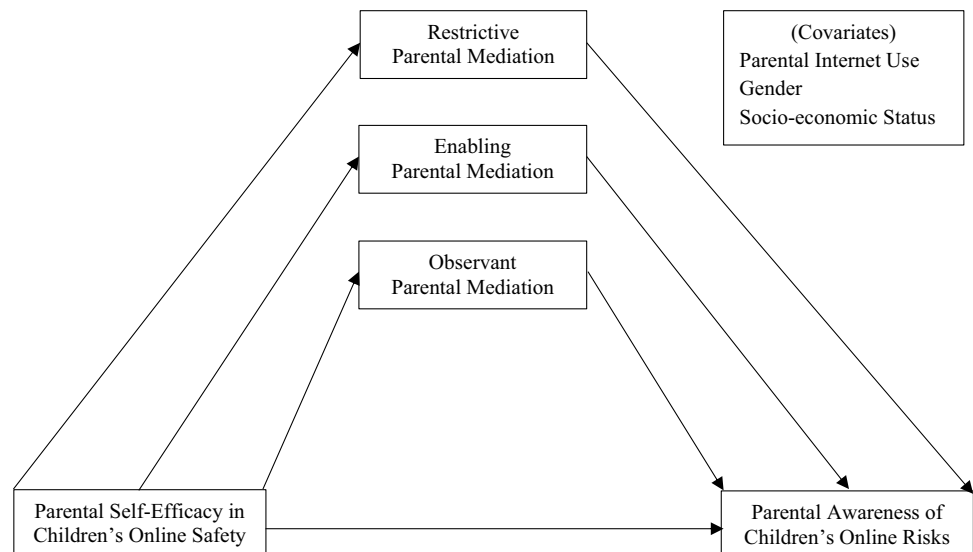 Restrictive
Parental Mediation
(Covariates)
Parental Internet Use
Gender
Socio-economic Status
Enabling
Parental Mediation
Observant
Parental Mediation
Parental Self-Efficacy in
Children’s Online Safety
Parental Awareness of
Children’s Online Risks